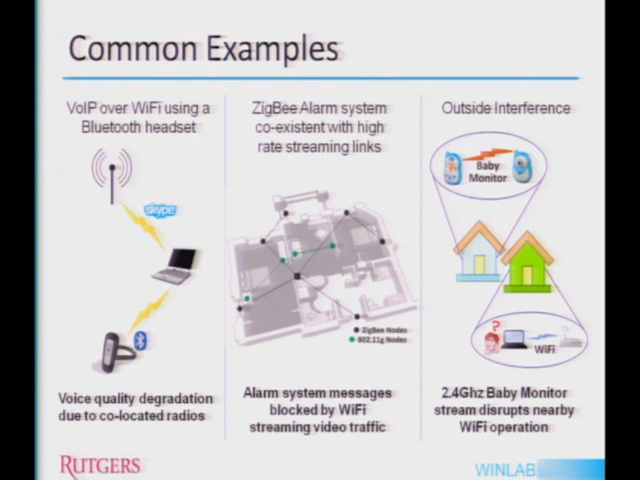 Common Examples
VoIP over WiFi using a
Bluetooth headset
skype
Voice quality degradation
due to co-located radios
ZigBee Alarm system
co-existent with high
rate streaming links
ZigBee Nodes
802.11g Nodes
Alarm system messages
blocked by WiFi
streaming video traffic
Outside Interference
Baby
Monitor
?
WiFi
2.4Ghz Baby Monitor
stream disrupts nearby
WiFi operation
RUTGERS
WINLAB